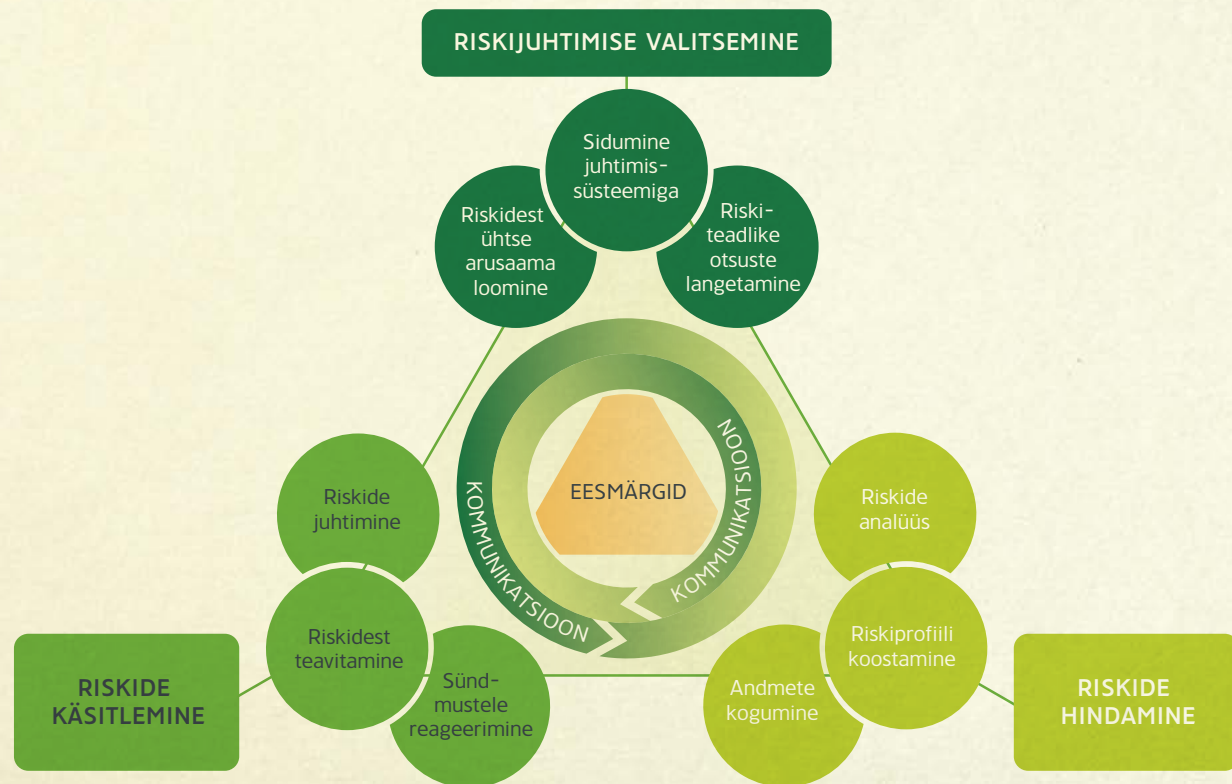 RISKIJUHTIMISE VALITSEMINE
Sidumine
juhtimis-
süsteemiga
Riskidest
ühtse
arusaama
loomine
Riski-
teadlike
otsuste
langetamine
KOMMUNIKATSIOON
KOMMUNIKATSIOON
EESMÄRGID
Riskide
juhtimine
Riskidest
teavitamine
Sünd-
mustele
reageerimine
RISKIDE
KÄSITLEMINE
Riskide
analüüs
Riskiprofiili
koostamine
Andmete
kogumine
RISKIDE
HINDAMINE